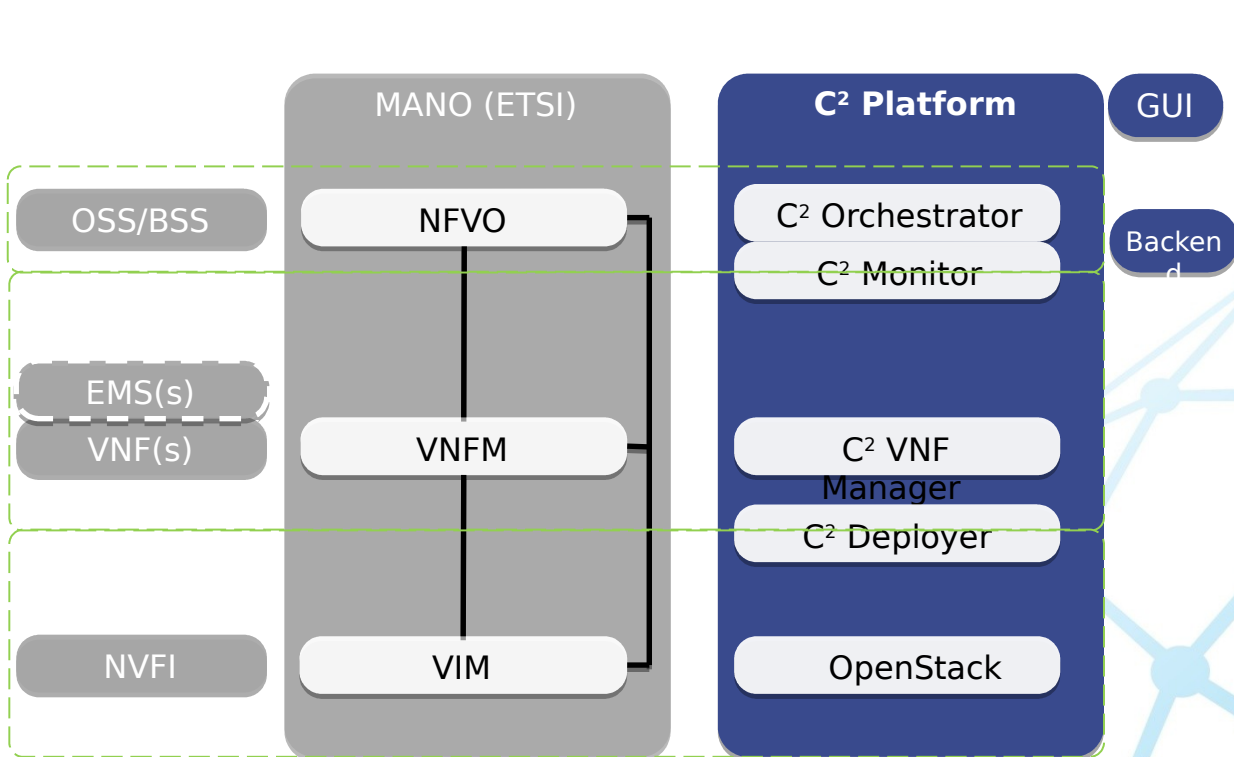 MANO (ETSI)
C² Platform
GUI
OSS/BSS
NFVO
C² Orchestrator
Backen
d
C² Monitor
EMS(s)
VNF(s)
VNFM
C² VNF
Manager
C² Deployer
NVFI
VIM
OpenStack